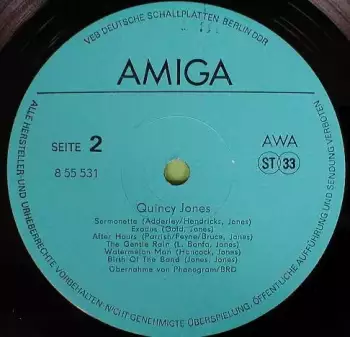 VEB DEUTSCHE SCHALLPLATTEN BERLIN DDR
AMIGA
SEITE 2
AWA
8 55 531
ST 33
Quincy Jones
Sermonette (Adderley/Hendricks, Jones)
Exodus (Gold, Jones)
After Hours (Parrish/Feyne/Bruce, Jones)
The Gentle Rain (L. Bonfa, Jones)
Watermelon Man (Hancock, Jones)
Birth Of The Band (Jones, Jones)
Übernahme von Phonogram/BRD
ALLE HERSTELLER- UND URHEBERRECHTE VORBEHALTEN · NICHT GENEHMIGTE ÜBERSPIELUNG, ÖFFENTLICHE AUFFÜHRUNG UND SENDUNG VERBOTEN